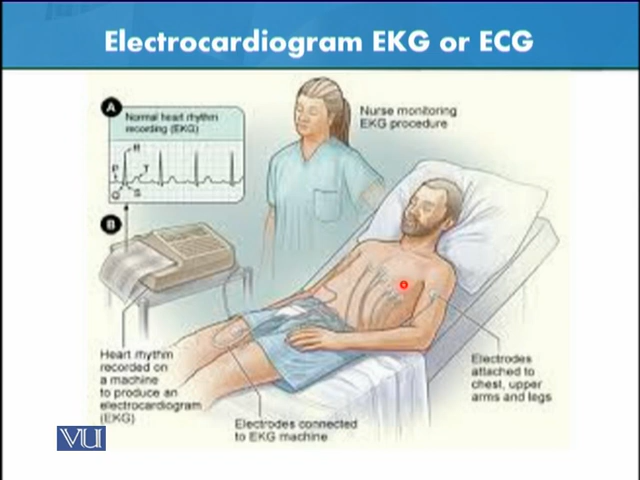 Electrocardiogram EKG or ECG
A
Normal heart rhythm
recording (EKG)
R
P
T
Q
S
Nurse monitoring
EKG procedure
B
Heart rhythm
recorded on
a machine
to produce an
electrocardiogram
(EKG)
Electrodes connected
to EKG machine
Electrodes
attached to
chest, upper
arms and legs
VU